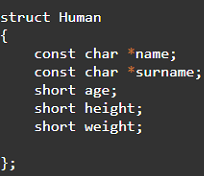 struct Human
{
    const char *name;
    const char *surname;
    short age;
    short height;
    short weight;

};